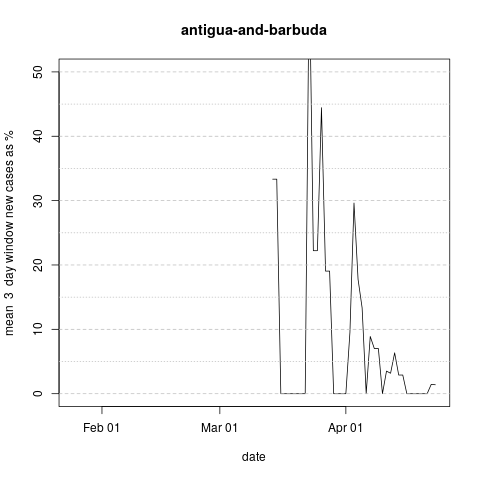 antigua-and-barbuda
mean 3 day window new cases as %
50
40
30
20
10
0
Feb 01
Mar 01
Apr 01
date